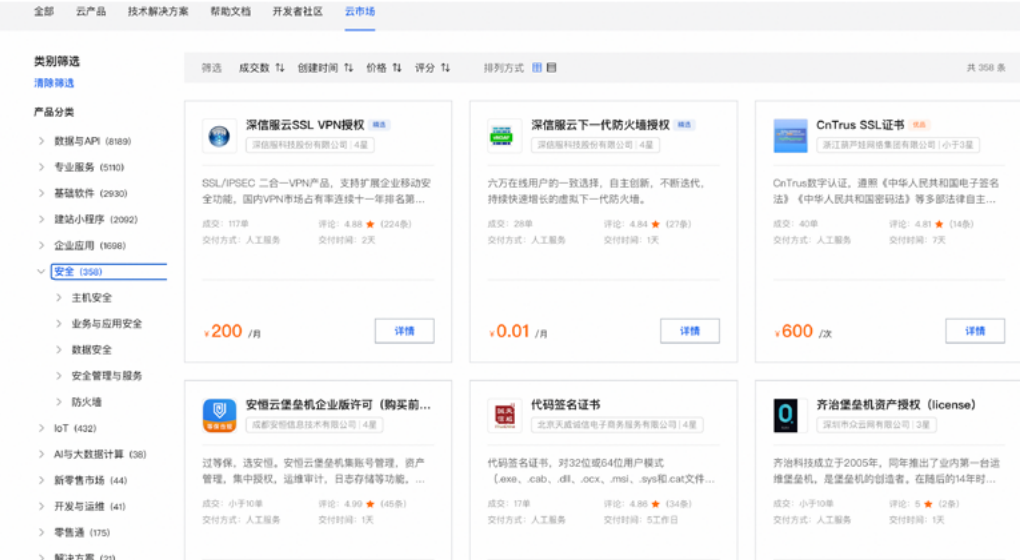 全部 云产品 技术解决方案 帮助文档 开发者社区 云市场
类别筛选
清除筛选
产品分类
数据与API (8189)
专业服务 (5110)
基础软件 (2930)
建站小程序 (2092)
企业应用 (1698)
安全 (358)
主机安全
业务与应用安全
数据安全
安全管理与服务
防火墙
IoT (432)
AI与大数据计算 (38)
新零售市场 (44)
开发与运维 (41)
零售通 (175)
解决方案 (21)
筛选 成交数 创建时间 价格 评分 排列方式 共 358 条
深信服云SSL VPN授权 精选
深信服科技股份有限公司 | 4星
SSL/IPSEC 二合一VPN产品，支持扩展企业移动安
全功能，国内VPN市场占有率连续十一年排名第...
成交：117单 评论：4.88 ★ (224条)
交付方式：人工服务 交付时间：2天
¥200 /月 详情
深信服云下一代防火墙授权 精选
深信服科技股份有限公司 | 4星
六万在线用户的一致选择，自主创新，不断迭代，
持续快速增长的虚拟下一代防火墙。
成交：28单 评论：4.84 ★ (27条)
交付方式：人工服务 交付时间：1天
¥0.01 /月 详情
CnTrus SSL证书 优品
浙江葫芦娃网络集团有限公司 | 小于3星
CnTrus数字认证，遵照《中华人民共和国电子签名
法》《中华人民共和国密码法》等多部法律自主...
成交：40单 评论：4.81 ★ (14条)
交付方式：人工服务 交付时间：7天
¥600 /次 详情
安恒云堡垒机企业版许可（购买前...
成都安恒信息技术有限公司 | 4星
过等保，选安恒。安恒云堡垒机集账号管理，资产
管理，集中授权，运维审计，日志存储等功能。...
成交：小于10单 评论：4.99 ★ (45条)
交付方式：人工服务 交付时间：1天
代码签名证书
北京天威诚信电子商务服务有限公司 | 4星
代码签名证书，对32位或64位用户模式
（.exe、.cab、.dll、.ocx、.msi、.sys和.cat文件...
成交：17单 评论：4.86 ★ (34条)
交付方式：人工服务 交付时间：5工作日
齐治堡垒机资产授权（license）
深圳市众云网有限公司 | 3星
齐治科技成立于2005年，同年推出了业内第一台运
维堡垒机，是堡垒机的创造者。在随后的14年时...
成交：小于10单 评论：5 ★ (2条)
交付方式：人工服务 交付时间：1天